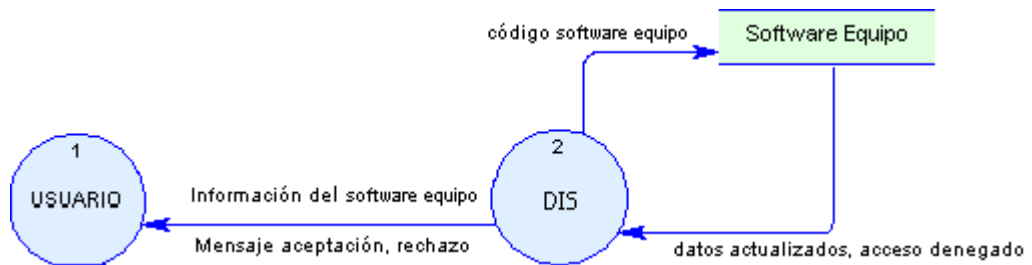 código software equipo
Software Equipo
1
USUARIO
Información del software equipo
Mensaje aceptación, rechazo
2
DIS
datos actualizados, acceso denegado